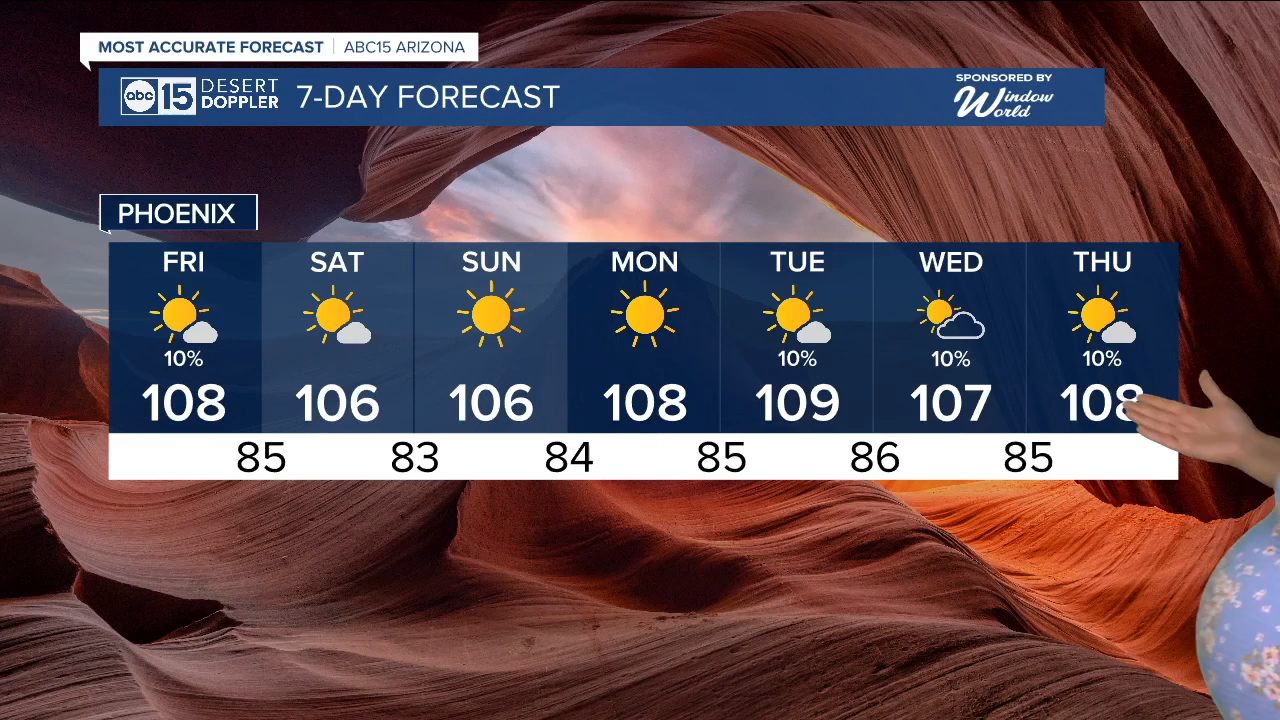 MOST ACCURATE FORECAST | ABC15 ARIZONA
abc 15 DESERT DOPPLER 7-DAY FORECAST
SPONSORED BY
Window World
PHOENIX
FRI SAT SUN MON TUE WED THU
10% 10% 10% 10%
108 106 106 108 109 107 108
85 83 84 85 86 85